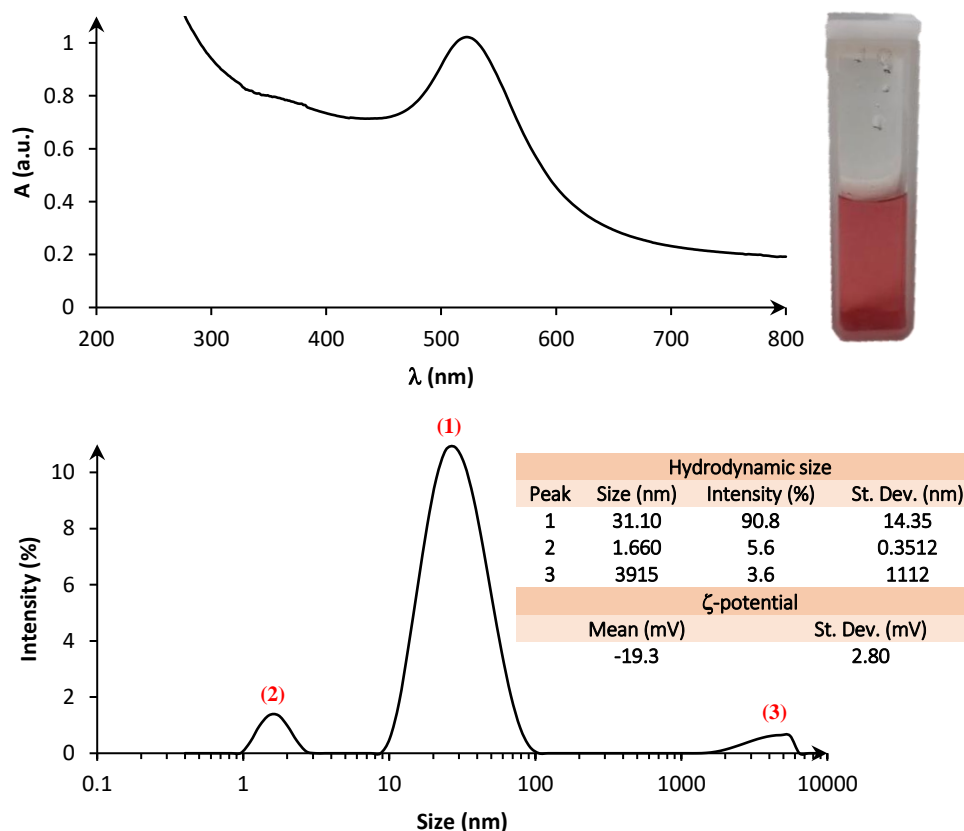 A (a.u.)
1
0.8
0.6
0.4
0.2
0
200 300 400 500 600 700 800
λ (nm)
Intensity (%)
10
8
6
4
2
0
(1)
(2)
(3)
0.1 1 10 100 1000 10000
Size (nm)
Hydrodynamic size
Peak Size (nm) Intensity (%) St. Dev. (nm)
1 31.10 90.8 14.35
2 1.660 5.6 0.3512
3 3915 3.6 1112
ζ-potential
Mean (mV) St. Dev. (mV)
-19.3 2.80